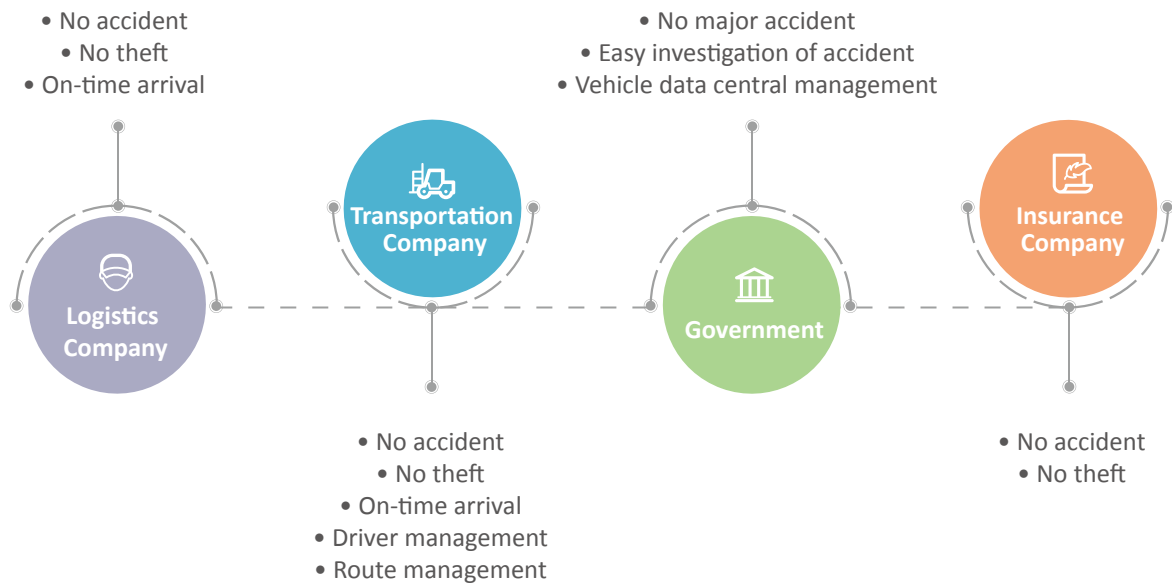 • No accident
• No theft
• On-time arrival
Logistics
Company
Transportation
Company
• No accident
• No theft
• On-time arrival
• Driver management
• Route management
• No major accident
• Easy investigation of accident
• Vehicle data central management
Government
Insurance
Company
• No accident
• No theft